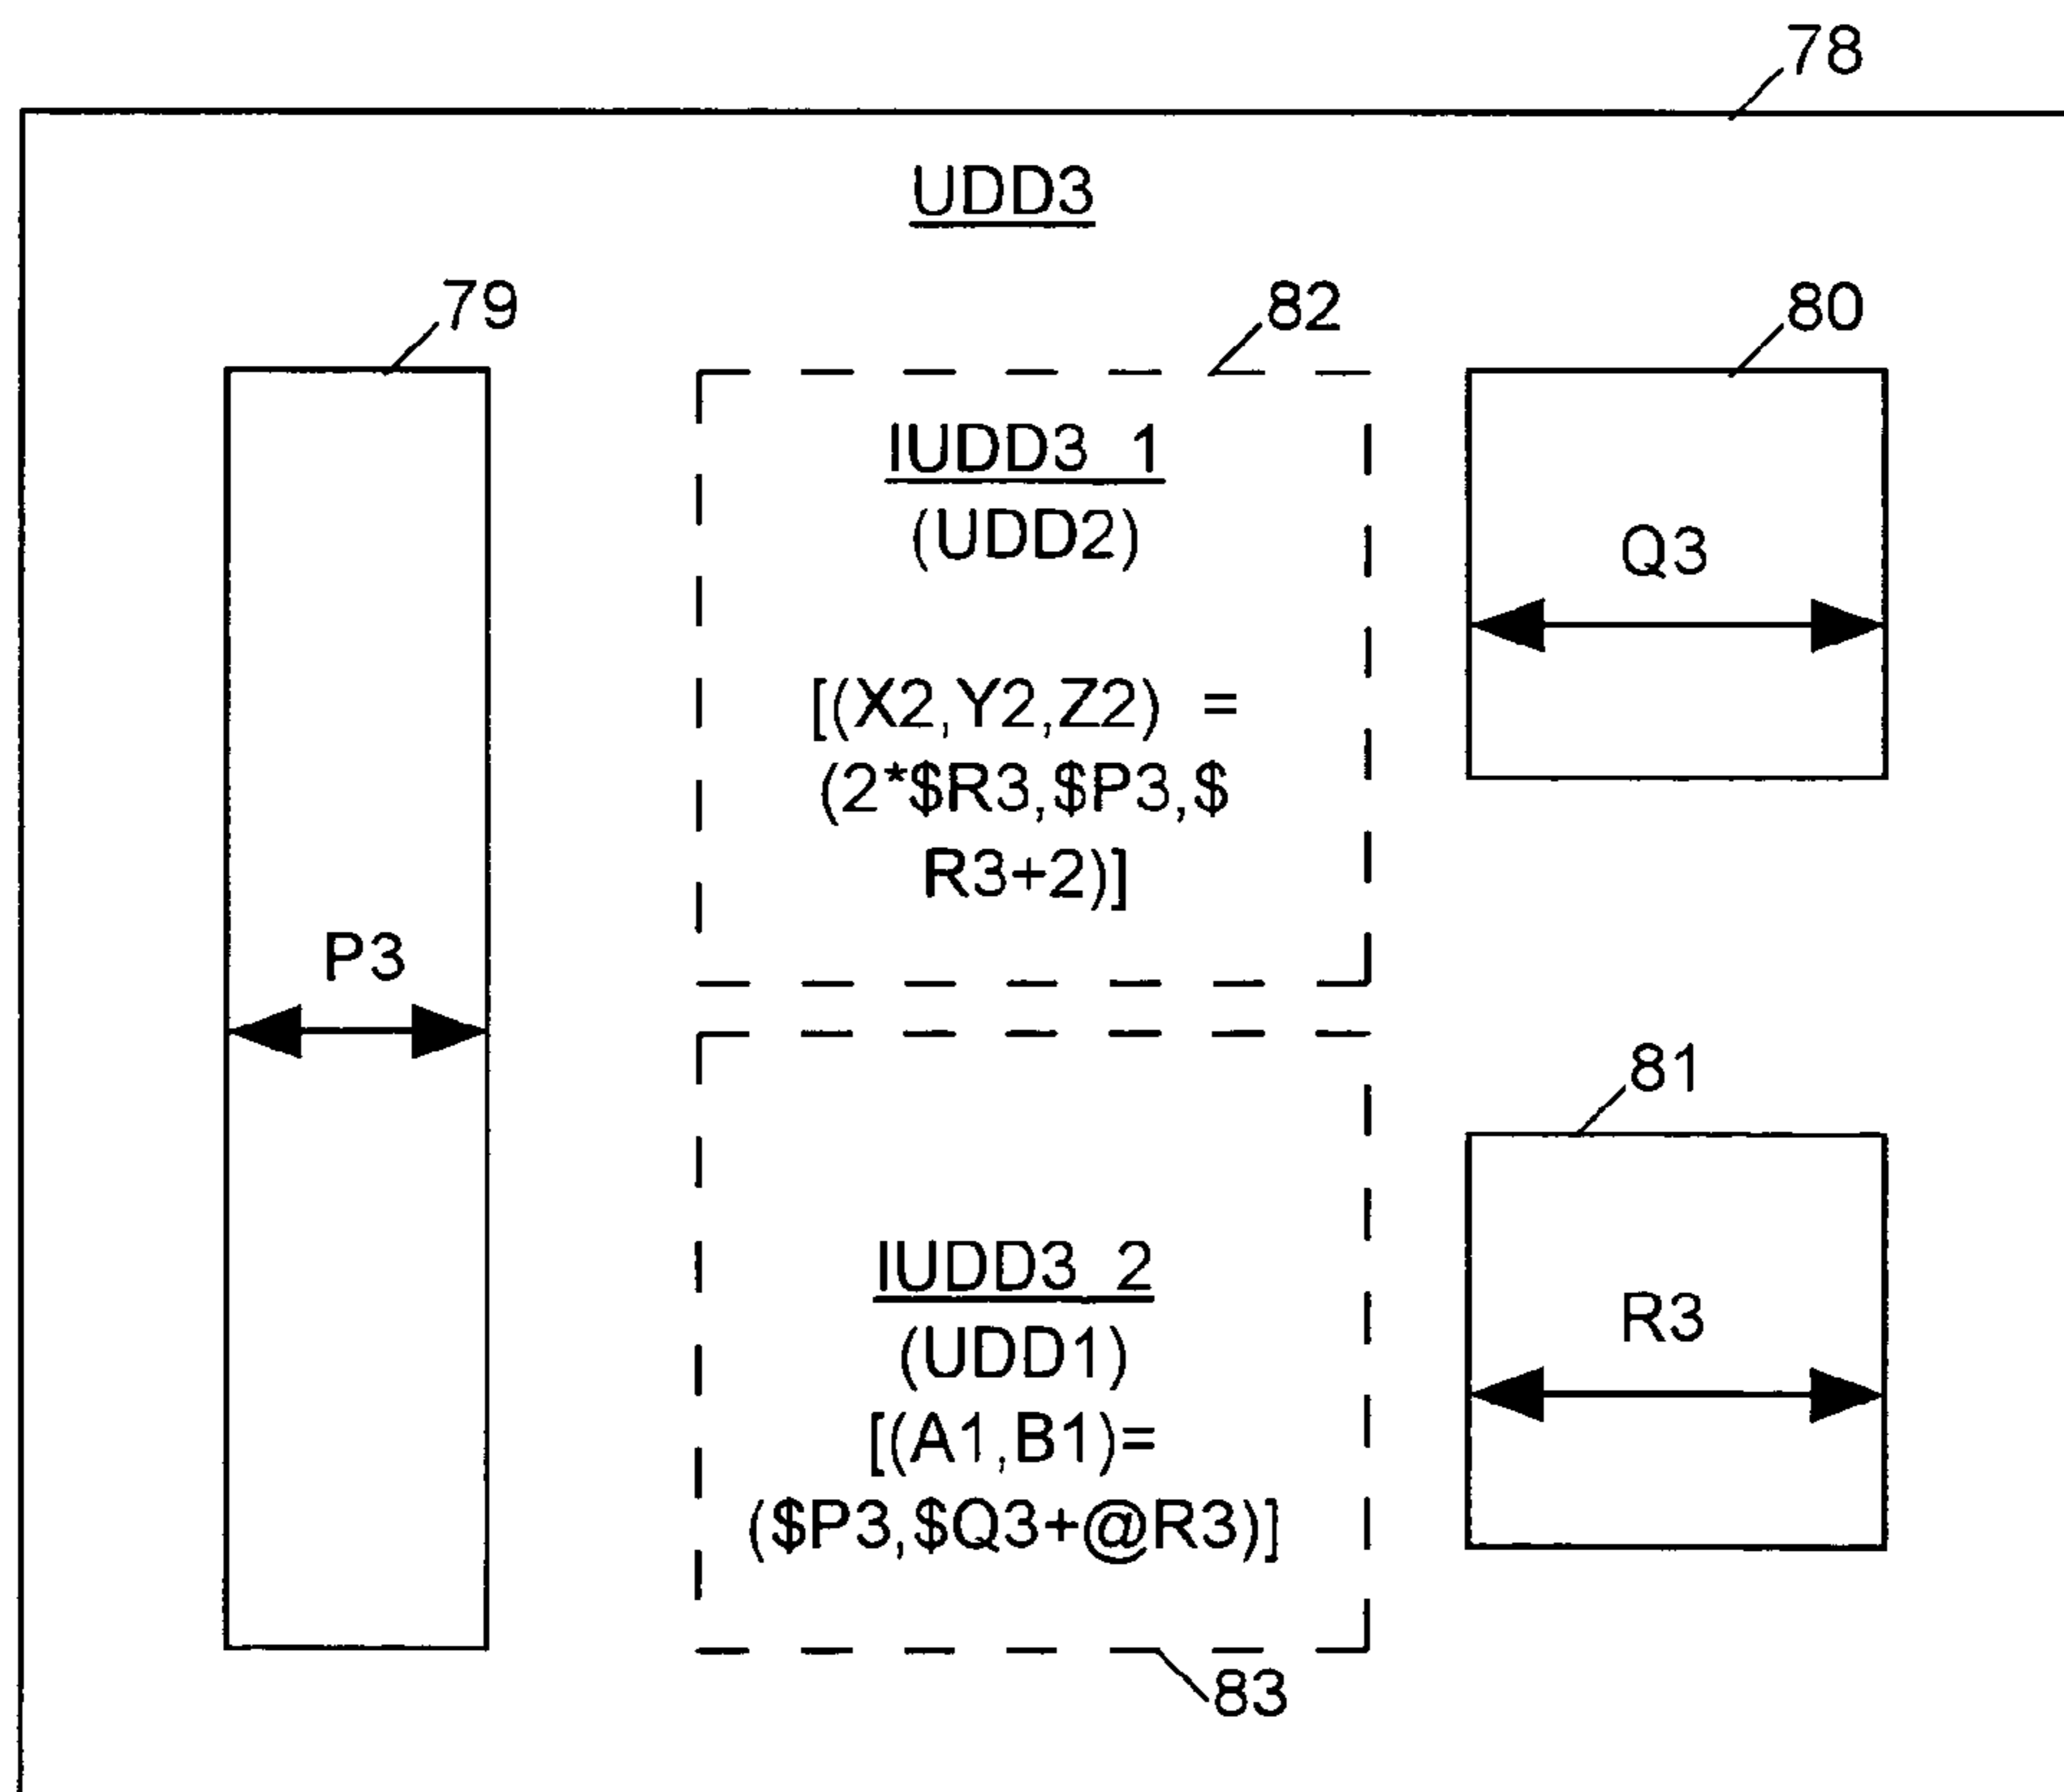 78
UDD3
79
82
80
IUDD3_1
(UDD2)
[(X2,Y2,Z2) =
(2*$R3,$P3,$
R3+2)]
Q3
P3
81
IUDD3_2
(UDD1)
[(A1,B1)=
($P3,$Q3+@R3)]
R3
83